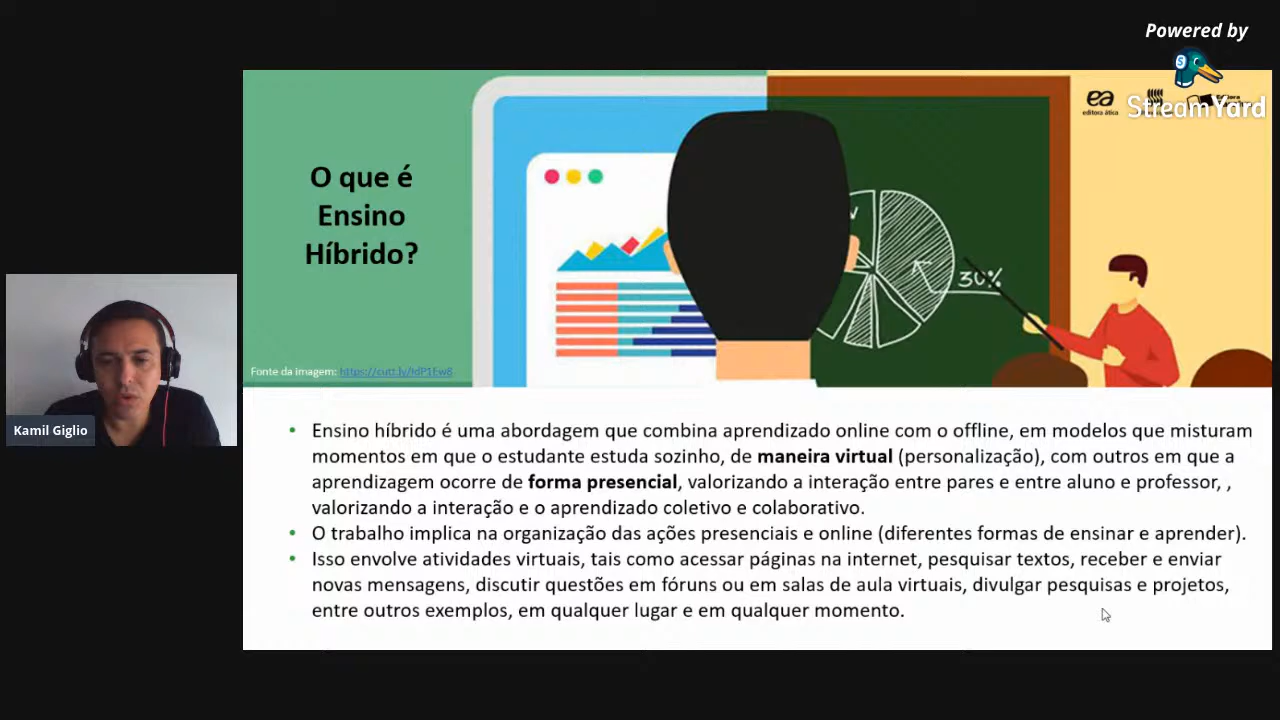 Powered by
StreamYard
ea
editora ática
O que é
Ensino
Híbrido?
30%
Fonte da imagem: https://cutt.ly/IdP1Ew8
Kamil Giglio
• Ensino híbrido é uma abordagem que combina aprendizado online com o offline, em modelos que misturam
momentos em que o estudante estuda sozinho, de maneira virtual (personalização), com outros em que a
aprendizagem ocorre de forma presencial, valorizando a interação entre pares e entre aluno e professor, ,
valorizando a interação e o aprendizado coletivo e colaborativo.
• O trabalho implica na organização das ações presenciais e online (diferentes formas de ensinar e aprender).
• Isso envolve atividades virtuais, tais como acessar páginas na internet, pesquisar textos, receber e enviar
novas mensagens, discutir questões em fóruns ou em salas de aula virtuais, divulgar pesquisas e projetos,
entre outros exemplos, em qualquer lugar e em qualquer momento.